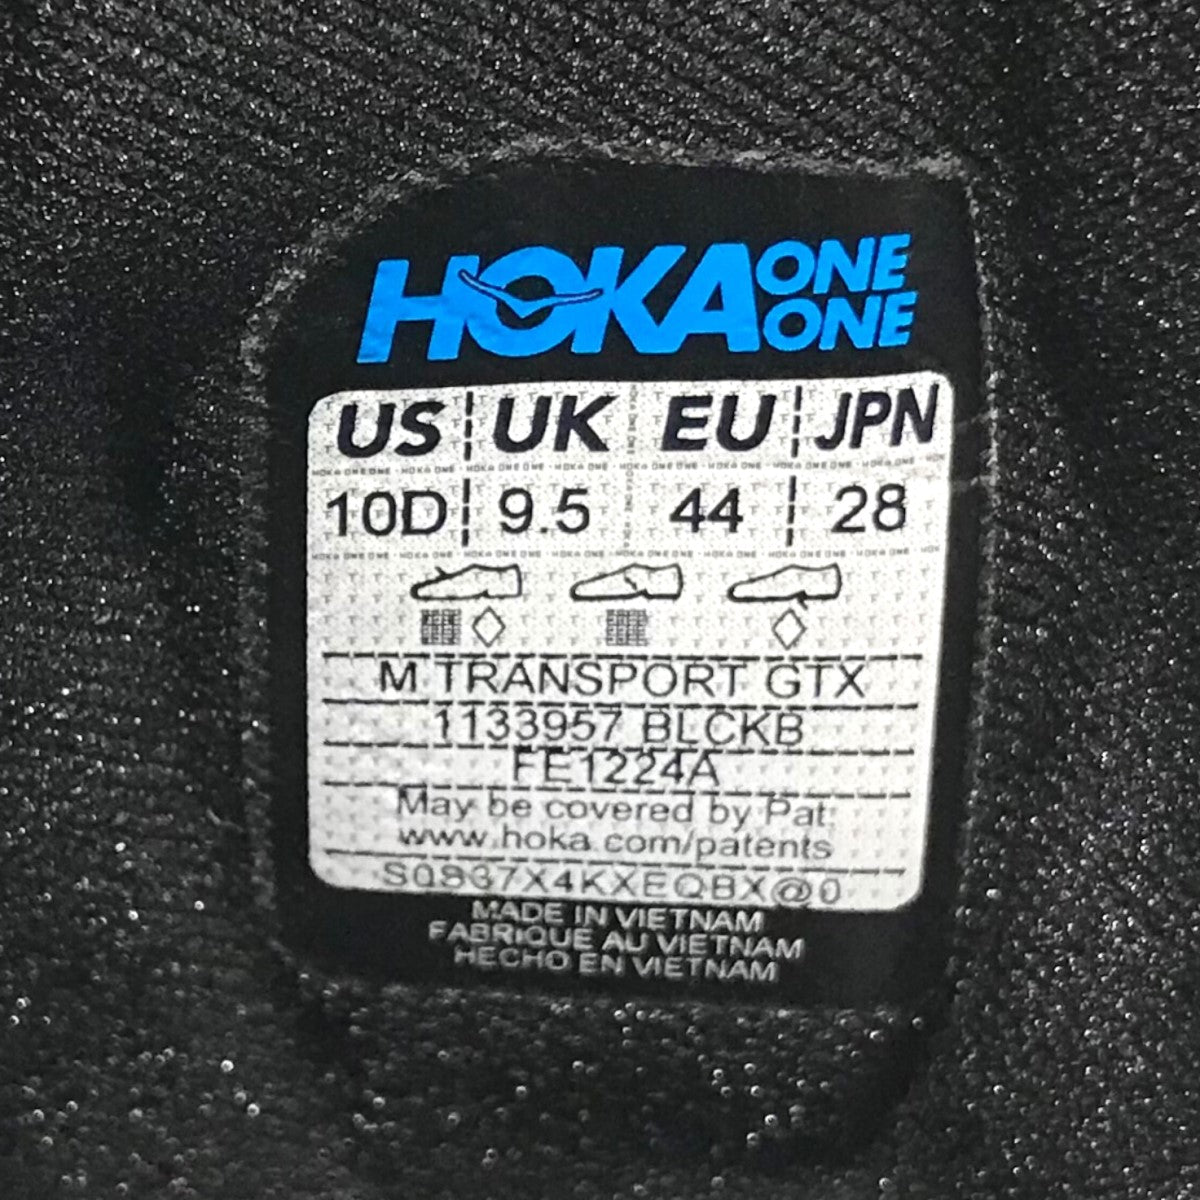 HOKA ONE ONE
US UK EU JPN
10D 9.5 44 28
M TRANSPORT GTX
1133957 BLCKB
FE1224A
May be covered by Pat:
www.hoka.com/patents
S0937X4KXEQBX@0
MADE IN VIETNAM
FABRIQUE AU VIETNAM
HECHO EN VIETNAM